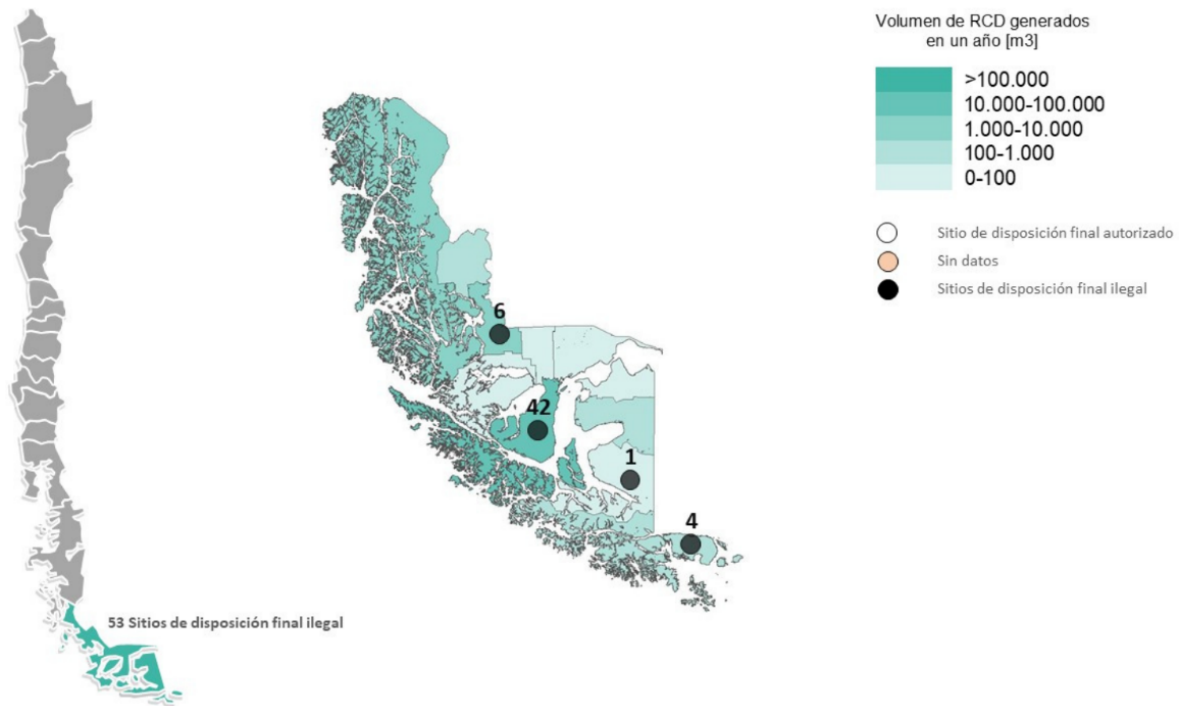 Volumen de RCD generados
en un año [m3]
>100.000
10.000-100.000
1.000-10.000
100-1.000
0-100
Sitio de disposición final autorizado
Sin datos
Sitios de disposición final ilegal
6
42
1
4
53 Sitios de disposición final ilegal